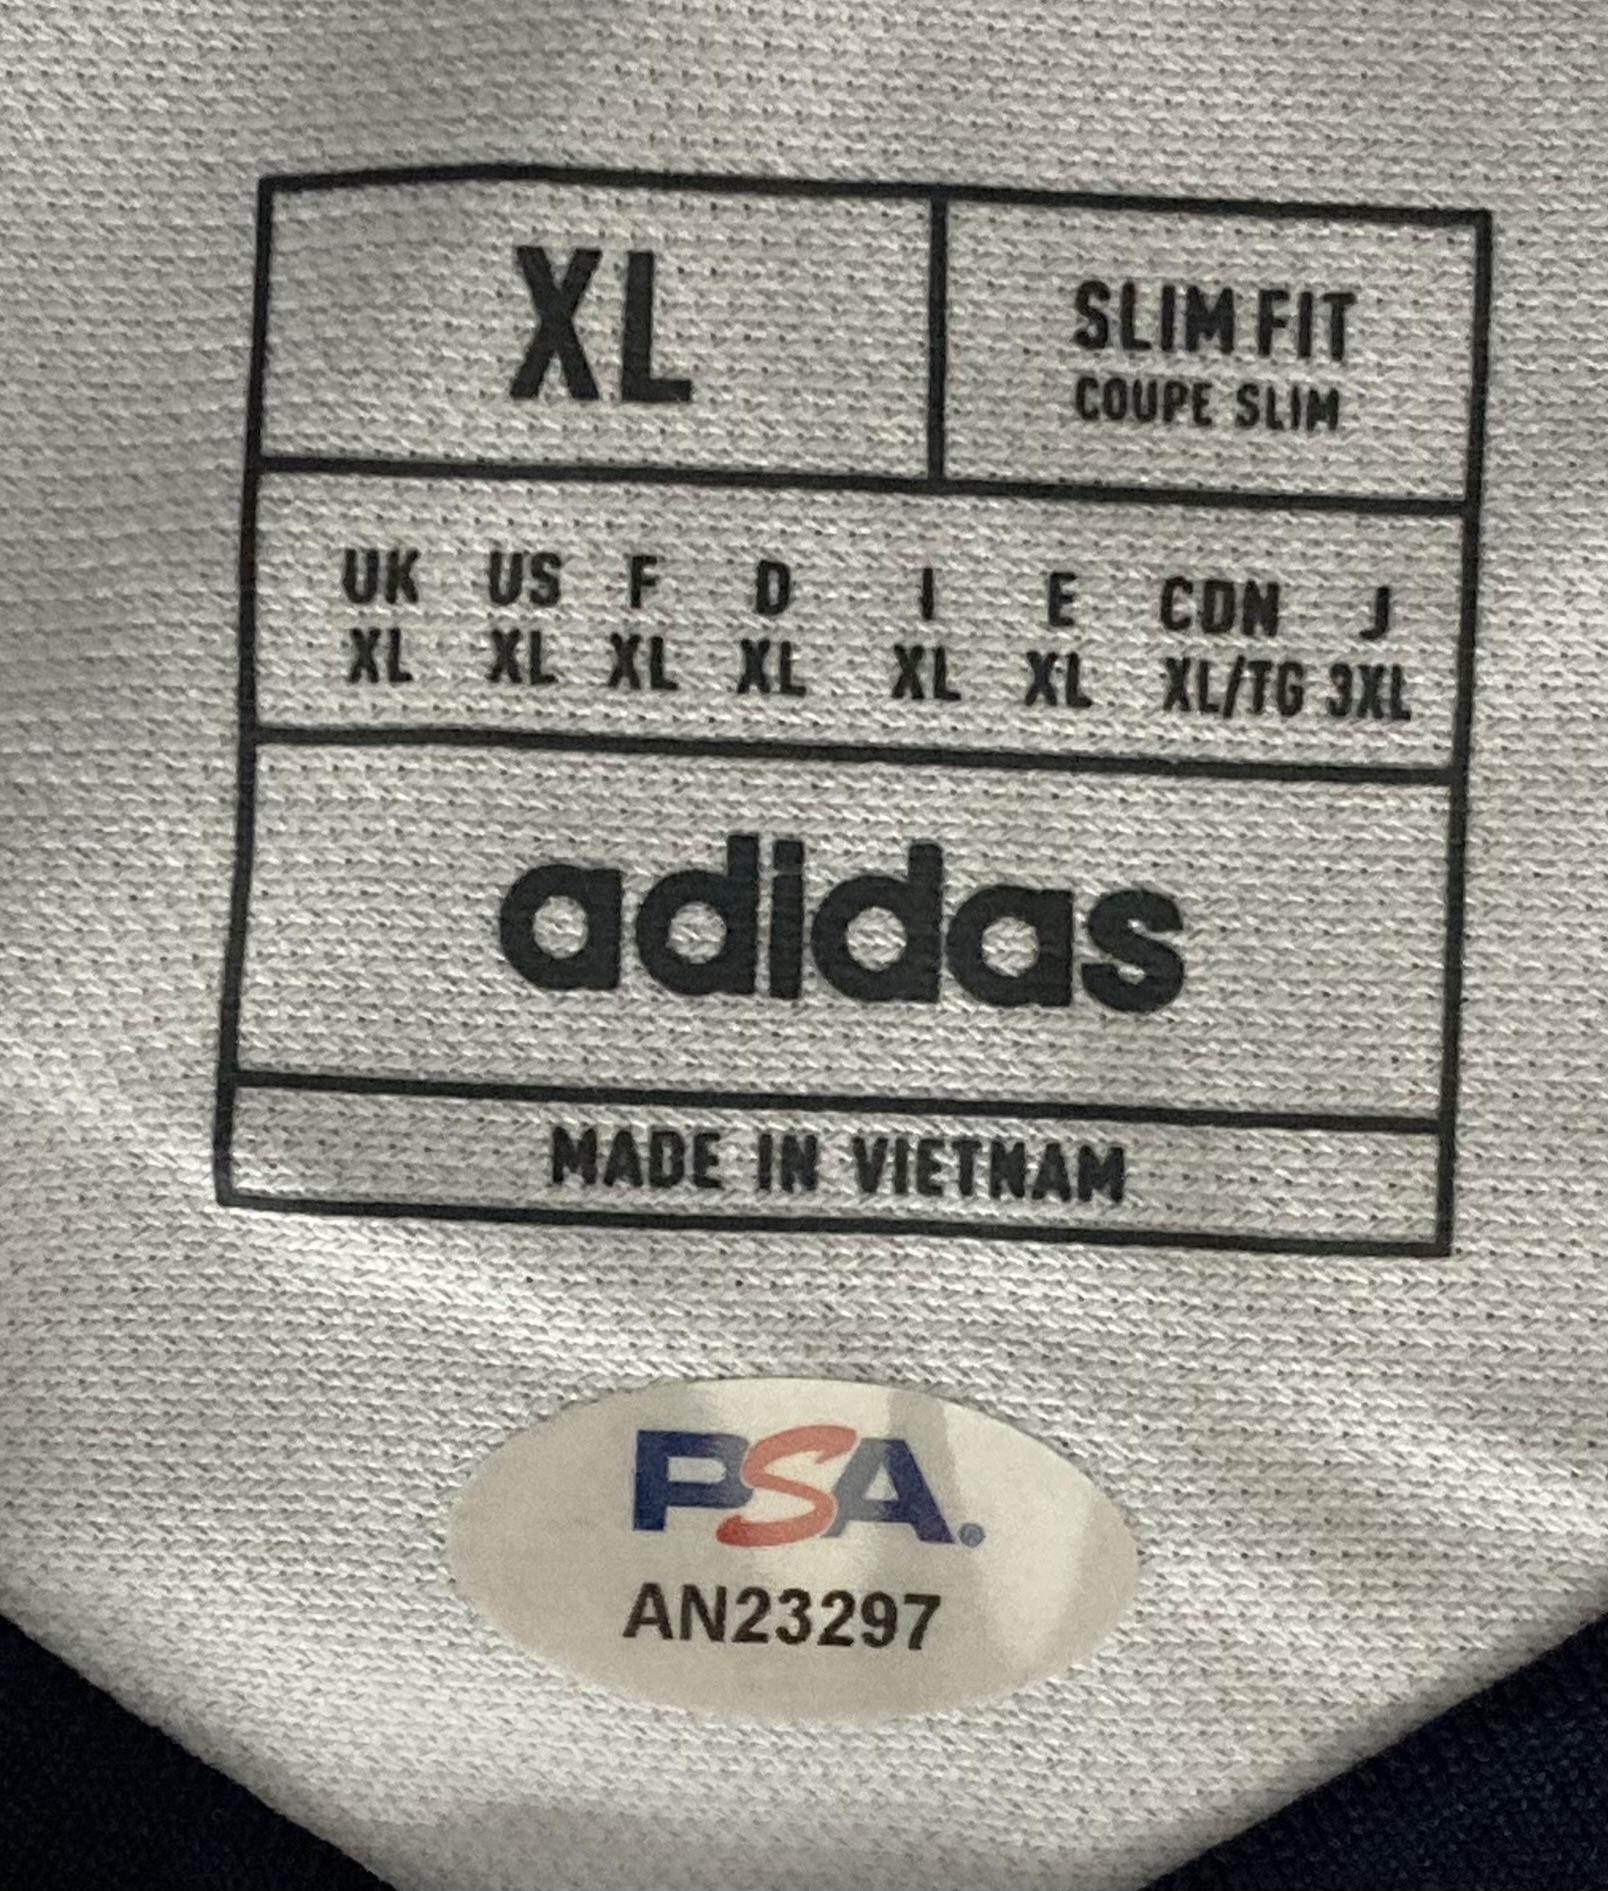 XL
SLIM FIT
COUPE SLIM
UK US F D I E CDN J
XL XL XL XL XL XL XL/TG 3XL
adidas
MADE IN VIETNAM
PSA®
AN23297